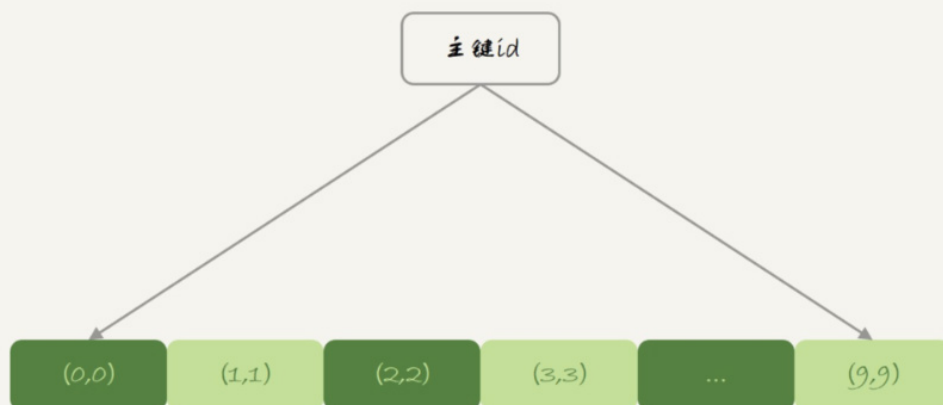 主键id
(0,0) (1,1) (2,2) (3,3) ... (9,9)